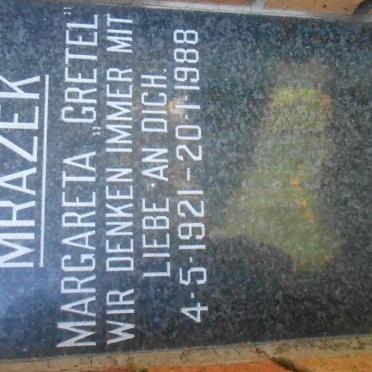 MRAZEK
MARGARETA „GRETEL”
WIR DENKEN IMMER MIT
LIEBE AN DICH.
4-5-1921-20-1-1988